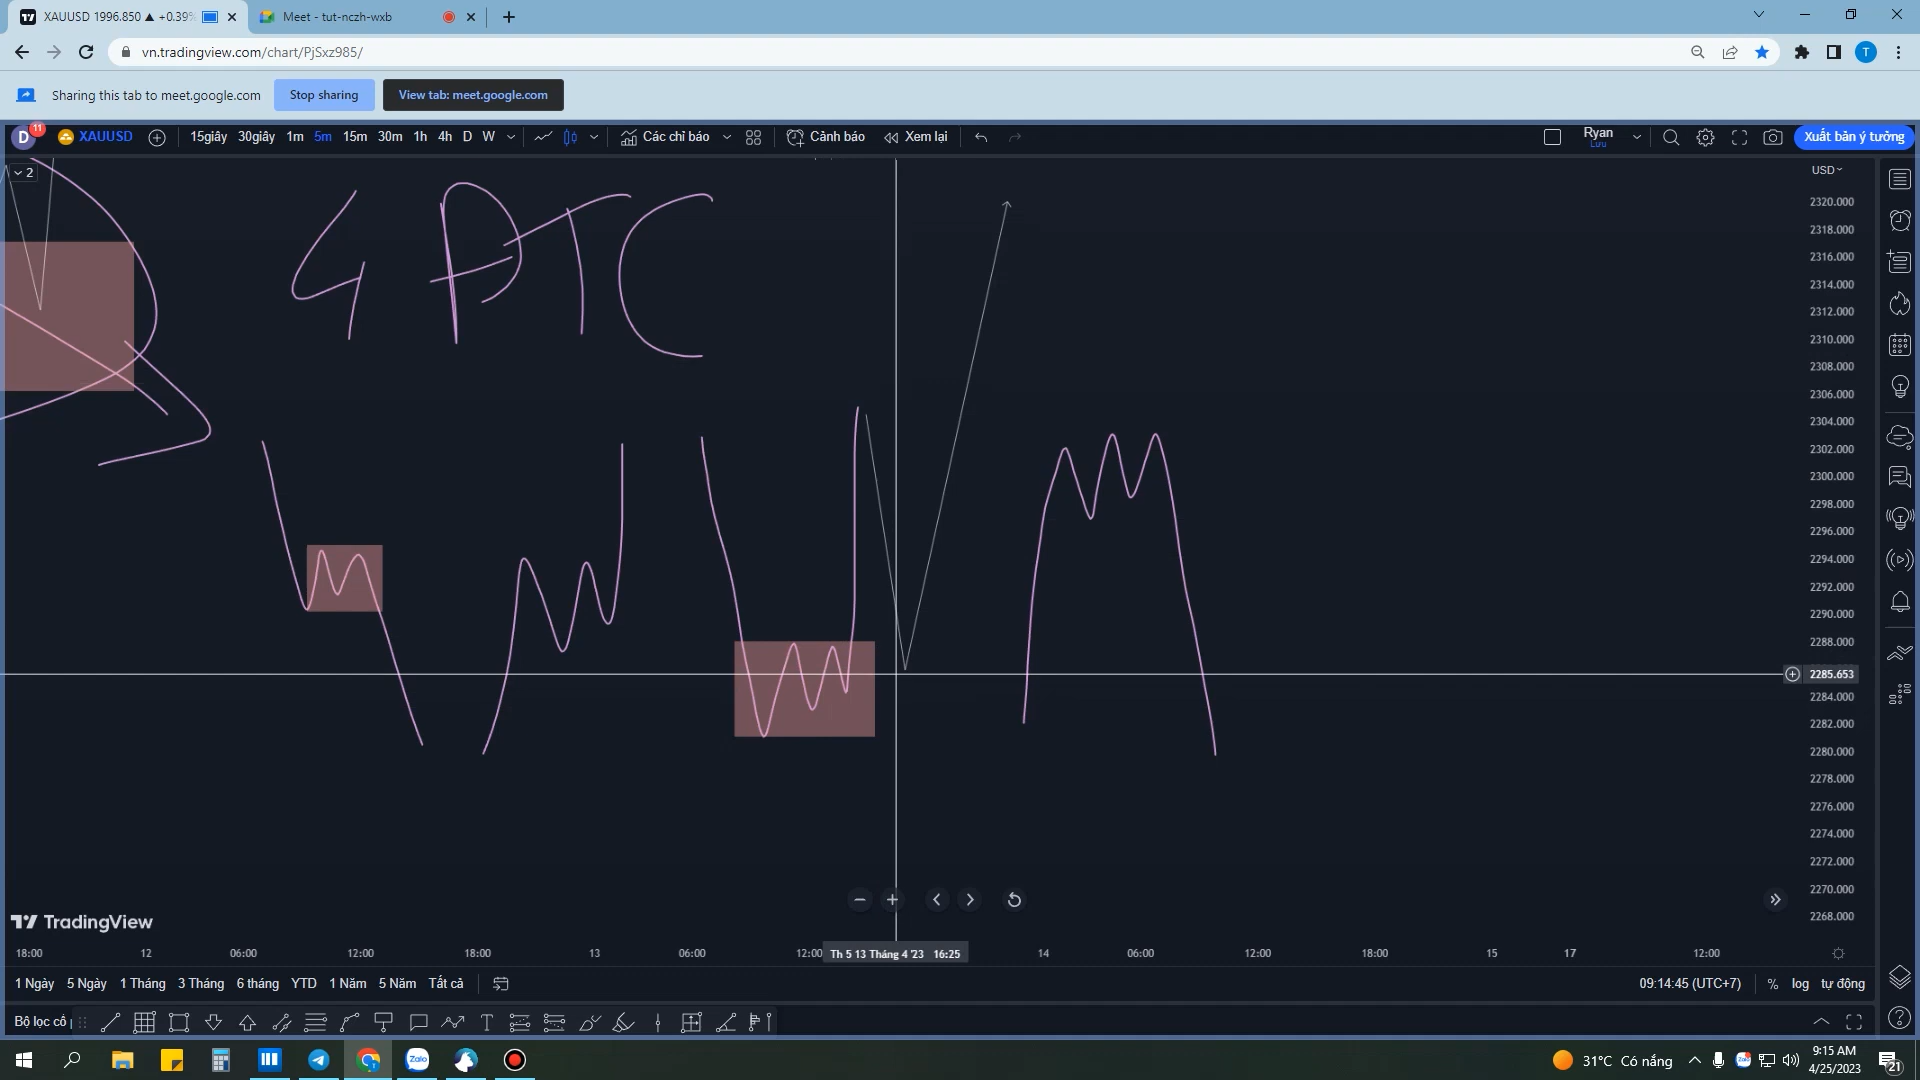 XAUUSD 1996.850 ▲ +0.39%
Meet - tut-nczh-wxb
vn.tradingview.com/chart/PjSxz985/
T
Sharing this tab to meet.google.com
Stop sharing
View tab: meet.google.com
D 11 XAUUSD 15giây 30giây 1m 5m 15m 30m 1h 4h D W Các chỉ báo Cảnh báo Xem lại Ryan Lưu Xuất bản ý tưởng
2
USD
4 PTC
2320.000
2318.000
2316.000
2314.000
2312.000
2310.000
2308.000
2306.000
2304.000
2302.000
2300.000
2298.000
2296.000
2294.000
2292.000
2290.000
2288.000
2285.653
2284.000
2282.000
2280.000
2278.000
2276.000
2274.000
2272.000
2270.000
2268.000
TradingView
18:00 12 06:00 12:00 18:00 13 06:00 12:00 Th 5 13 Tháng 4 '23 16:25 14 06:00 12:00 18:00 15 17 12:00
1 Ngày 5 Ngày 1 Tháng 3 Tháng 6 tháng YTD 1 Năm 5 Năm Tất cả 09:14:45 (UTC+7) % log tự động
Bộ lọc cổ
Zalo 31°C Có nắng 9:15 AM
4/25/2023
21